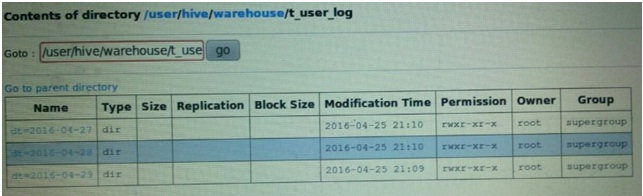 Contents of directory /user/hive/warehouse/t_user_log
Goto : /user/hive/warehouse/t_use go
Go to parent directory
Name Type Size Replication Block Size Modification Time Permission Owner Group
dt=2016-04-27 dir 2016-04-25 21:10 rwxr-xr-x root supergroup
dt=2016-04-28 dir 2016-04-25 21:10 rwxr-xr-x root supergroup
dt=2016-04-29 dir 2016-04-25 21:09 rwxr-xr-x root supergroup